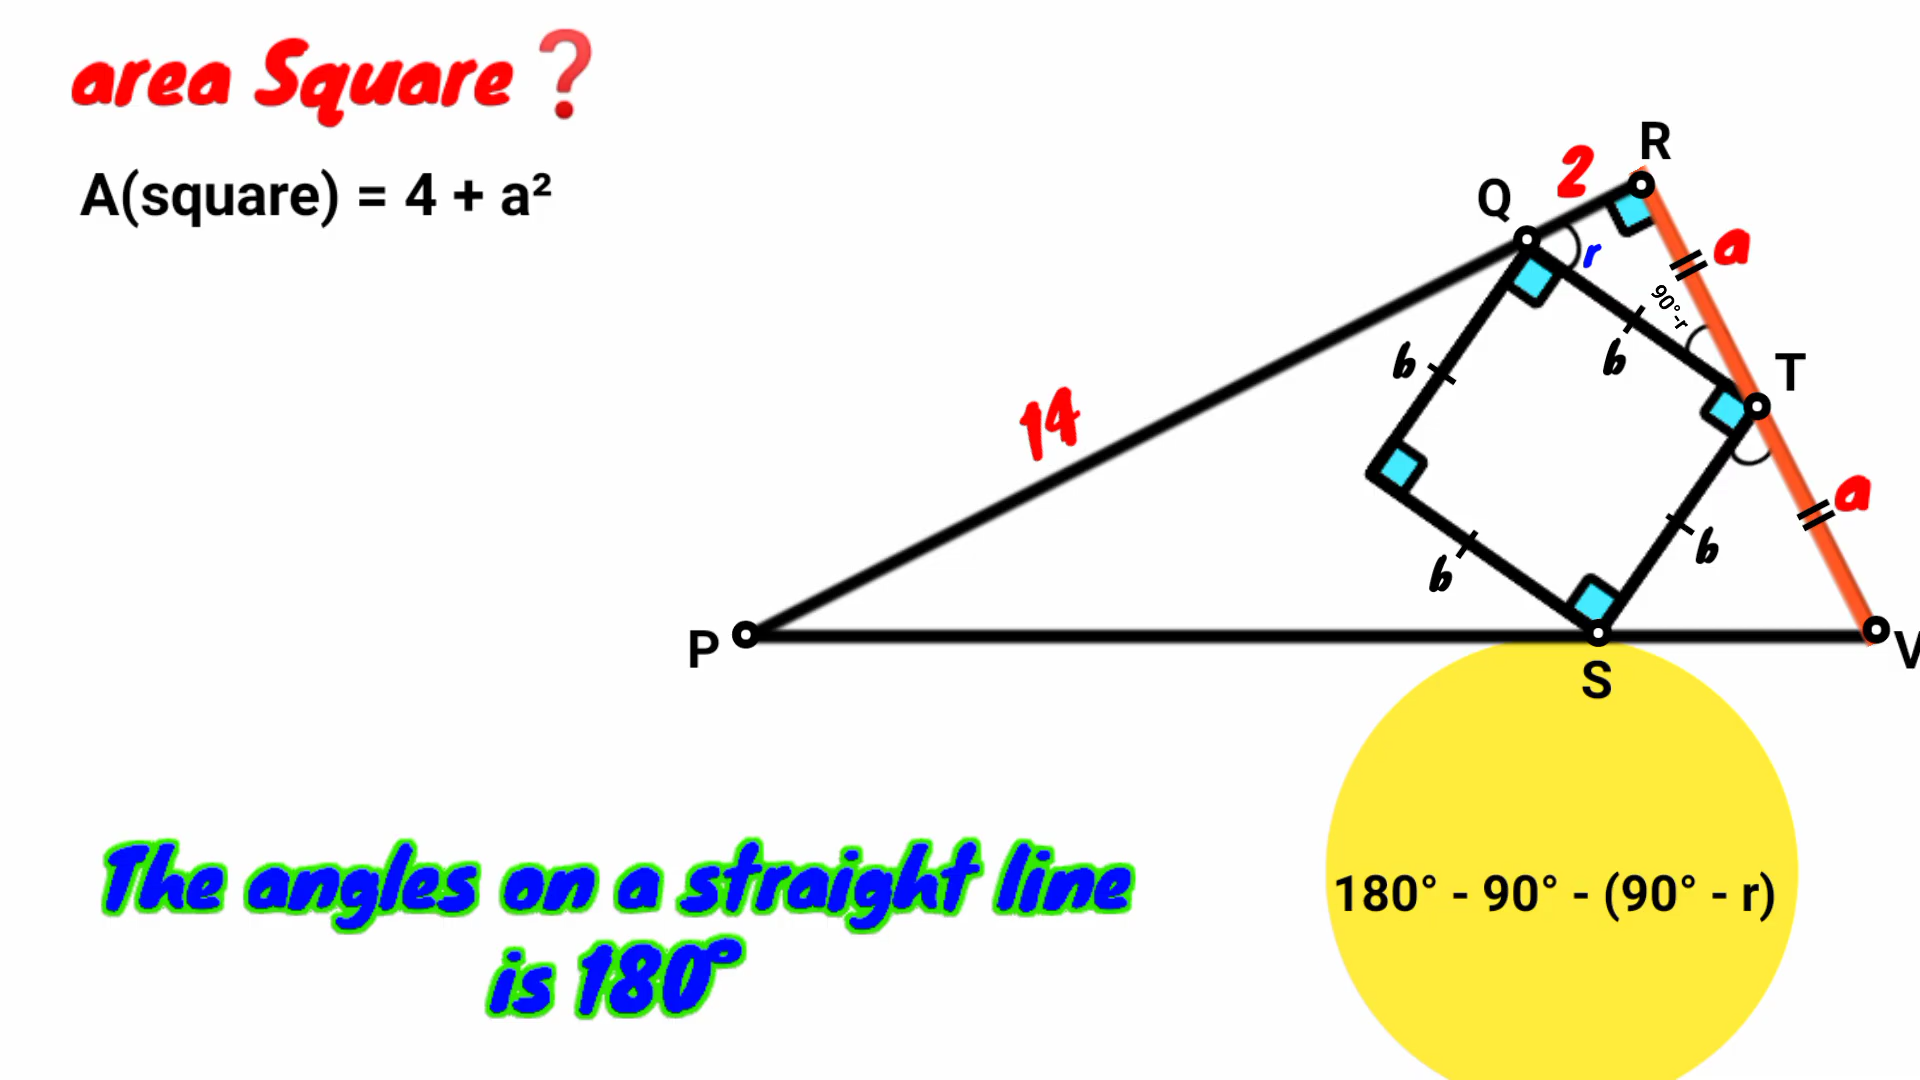 area Square❓
A(square) = 4 + a²
R
2
Q
r
a
90°-r
b
b
T
14
a
b
b
P
S
V
The angles on a straight line
is 180°
180° - 90° - (90° - r)